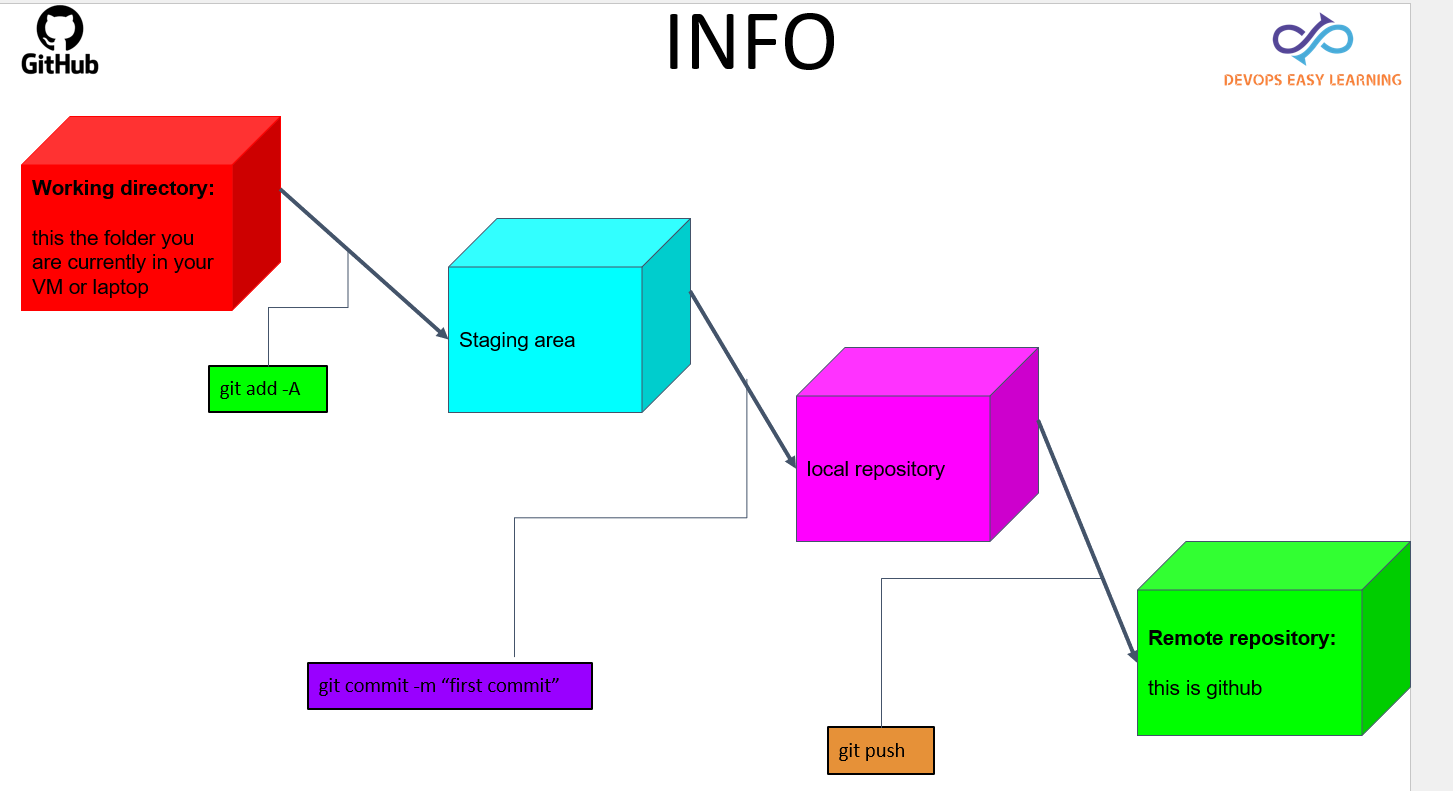 GitHub
INFO
DEVOPS EASY LEARNING
Working directory:
this the folder you
are currently in your
VM or laptop
Staging area
git add -A
local repository
Remote repository:
this is github
git commit -m “first commit”
git push